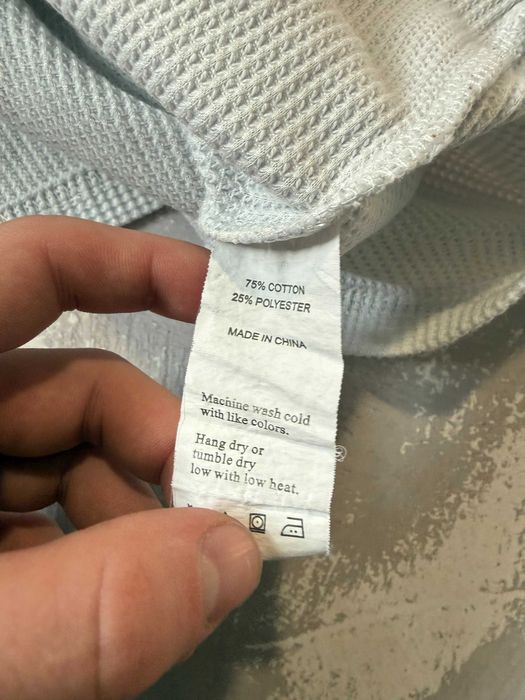 75% COTTON
25% POLYESTER
MADE IN CHINA
Machine wash cold
with like colors.
Hang dry or
tumble dry
low with low heat.